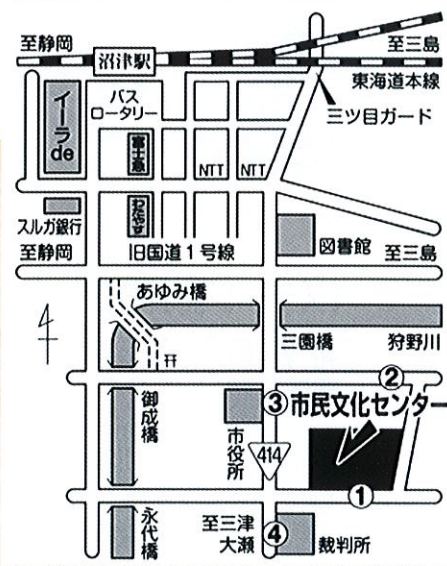 至静岡
沼津駅
至三島
東海道本線
イーラde
バス
ロータリー
富士急
三ツ目ガード
NTT
NTT
わたやす
スルガ銀行
至静岡
旧国道1号線
図書館
至三島
あゆみ橋
三園橋
狩野川
②
御成橋
市役所
③
市民文化センター
414
①
永代橋
至三津
大瀬
④
裁判所